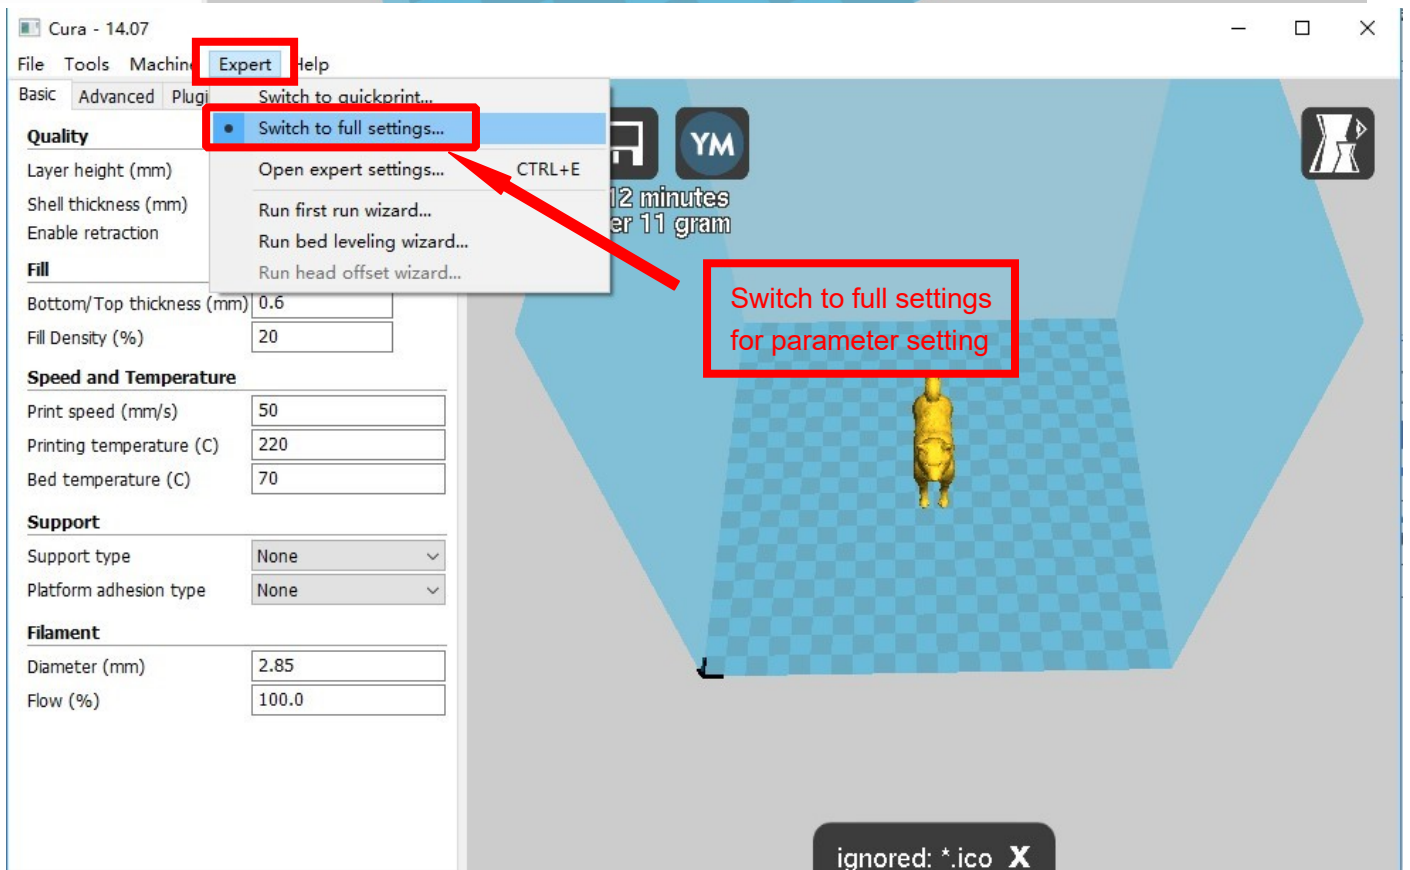 Cura - 14.07
File Tools Machine Expert Help
Basic Advanced Plugi
Switch to quickprint...
Quality
Switch to full settings...
Layer height (mm)
Open expert settings... CTRL+E
Shell thickness (mm)
Run first run wizard...
Enable retraction
Run bed leveling wizard...
Fill
Run head offset wizard...
YM
12 minutes
er 11 gram
Switch to full settings
for parameter setting
Bottom/Top thickness (mm) 0.6
Fill Density (%) 20
Speed and Temperature
Print speed (mm/s) 50
Printing temperature (C) 220
Bed temperature (C) 70
Support
Support type None
Platform adhesion type None
Filament
Diameter (mm) 2.85
Flow (%) 100.0
ignored: *.ico X